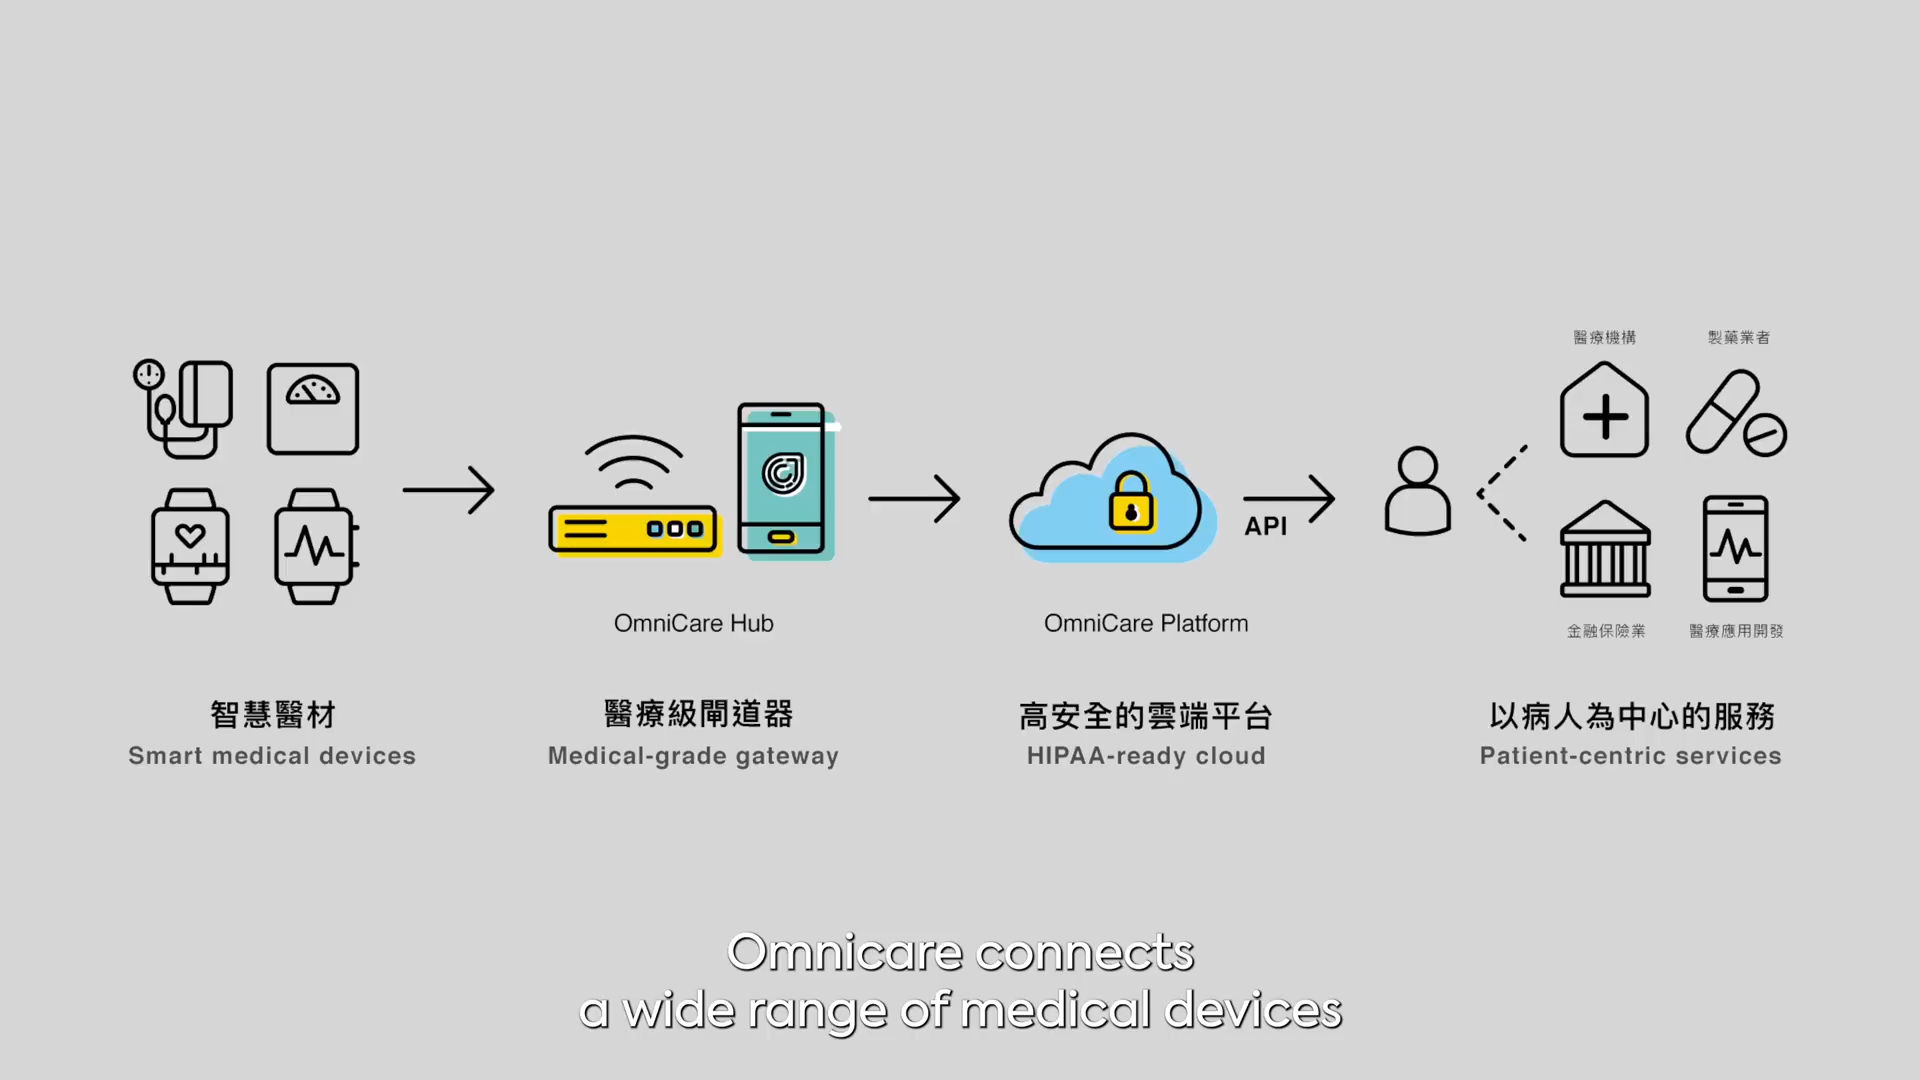 醫療機構
製藥業者
API
金融保險業
醫療應用開發
OmniCare Hub
OmniCare Platform
智慧醫材
Smart medical devices
醫療級閘道器
Medical-grade gateway
高安全的雲端平台
HIPAA-ready cloud
以病人為中心的服務
Patient-centric services
Omnicare connects
a wide range of medical devices